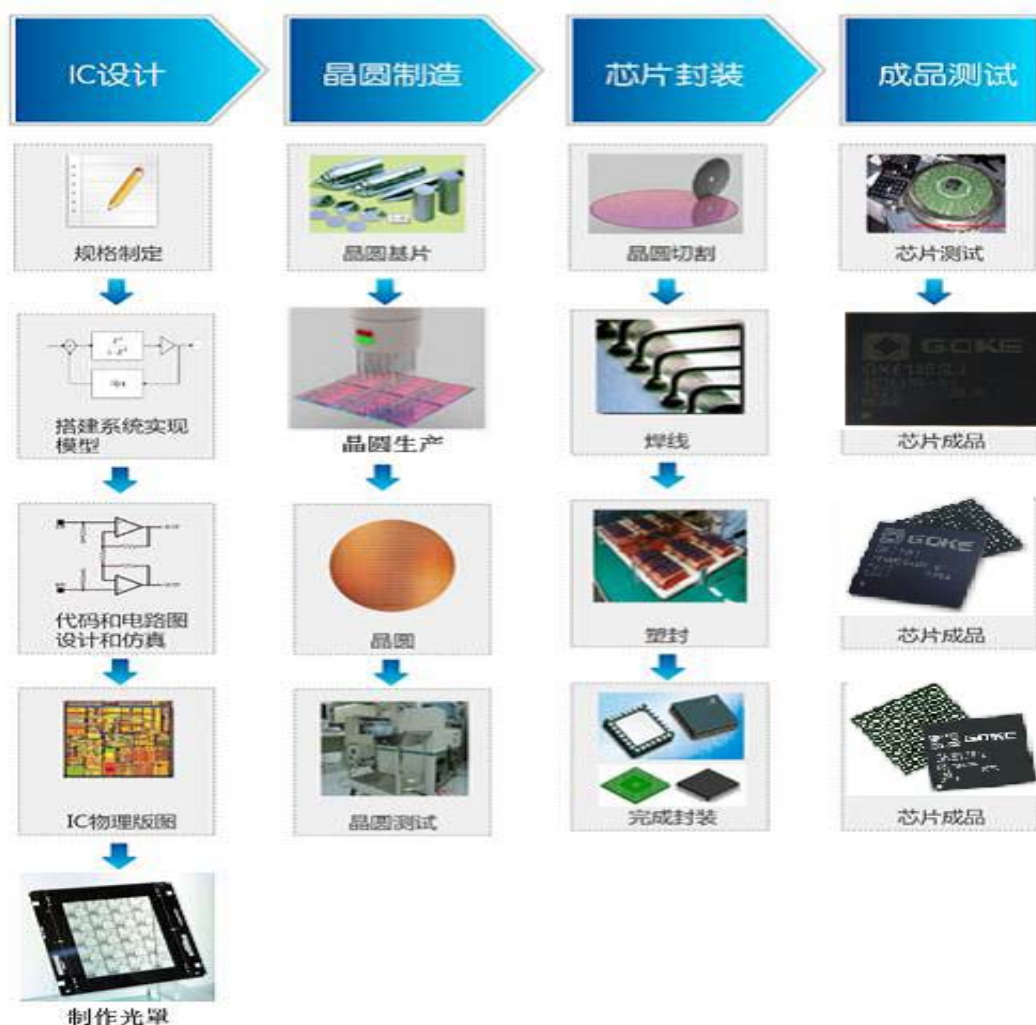 IC设计
晶圆制造
芯片封装
成品测试
规格制定
晶圆基片
晶圆切割
芯片测试
搭建系统实现
模型
晶圆生产
焊线
GOKE
芯片成品
代码和电路图
设计和仿真
晶圆
塑封
GOKE
芯片成品
IC物理版图
晶圆测试
完成封装
GOKE
芯片成品
制作光罩